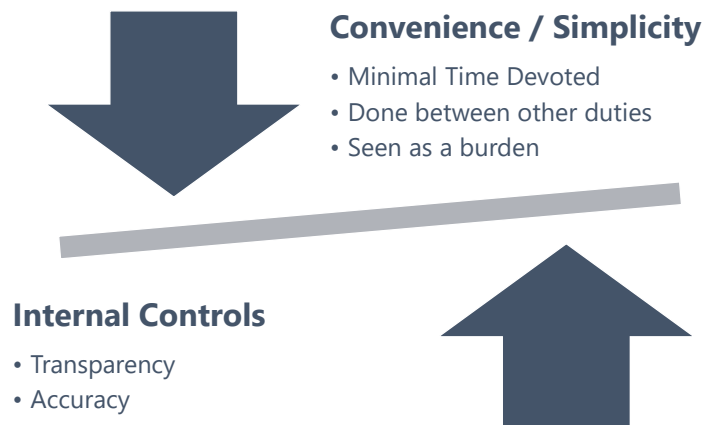 Convenience / Simplicity
• Minimal Time Devoted
• Done between other duties
• Seen as a burden
Internal Controls
• Transparency
• Accuracy